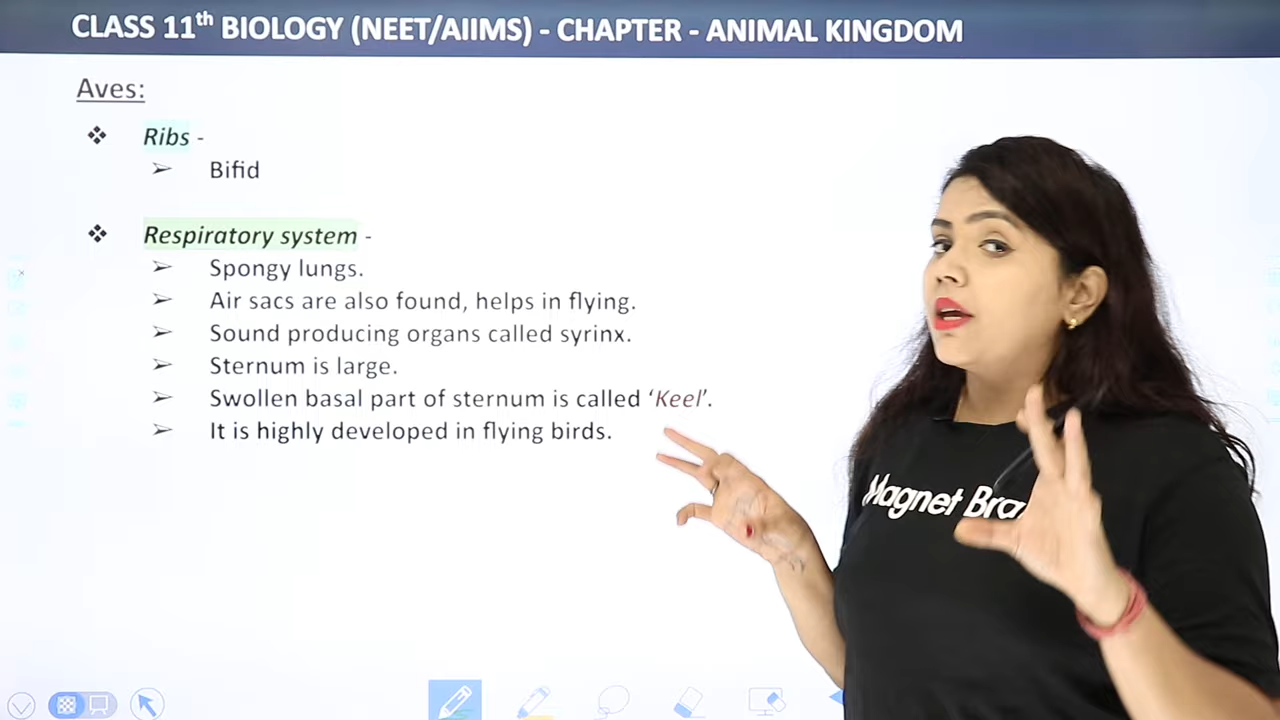 CLASS 11th BIOLOGY (NEET/AIIMS) - CHAPTER - ANIMAL KINGDOM
Aves:
❖ Ribs -
➢ Bifid
❖ Respiratory system -
➢ Spongy lungs.
➢ Air sacs are also found, helps in flying.
➢ Sound producing organs called syrinx.
➢ Sternum is large.
➢ Swollen basal part of sternum is called ‘Keel’.
➢ It is highly developed in flying birds.
Magnet Bra